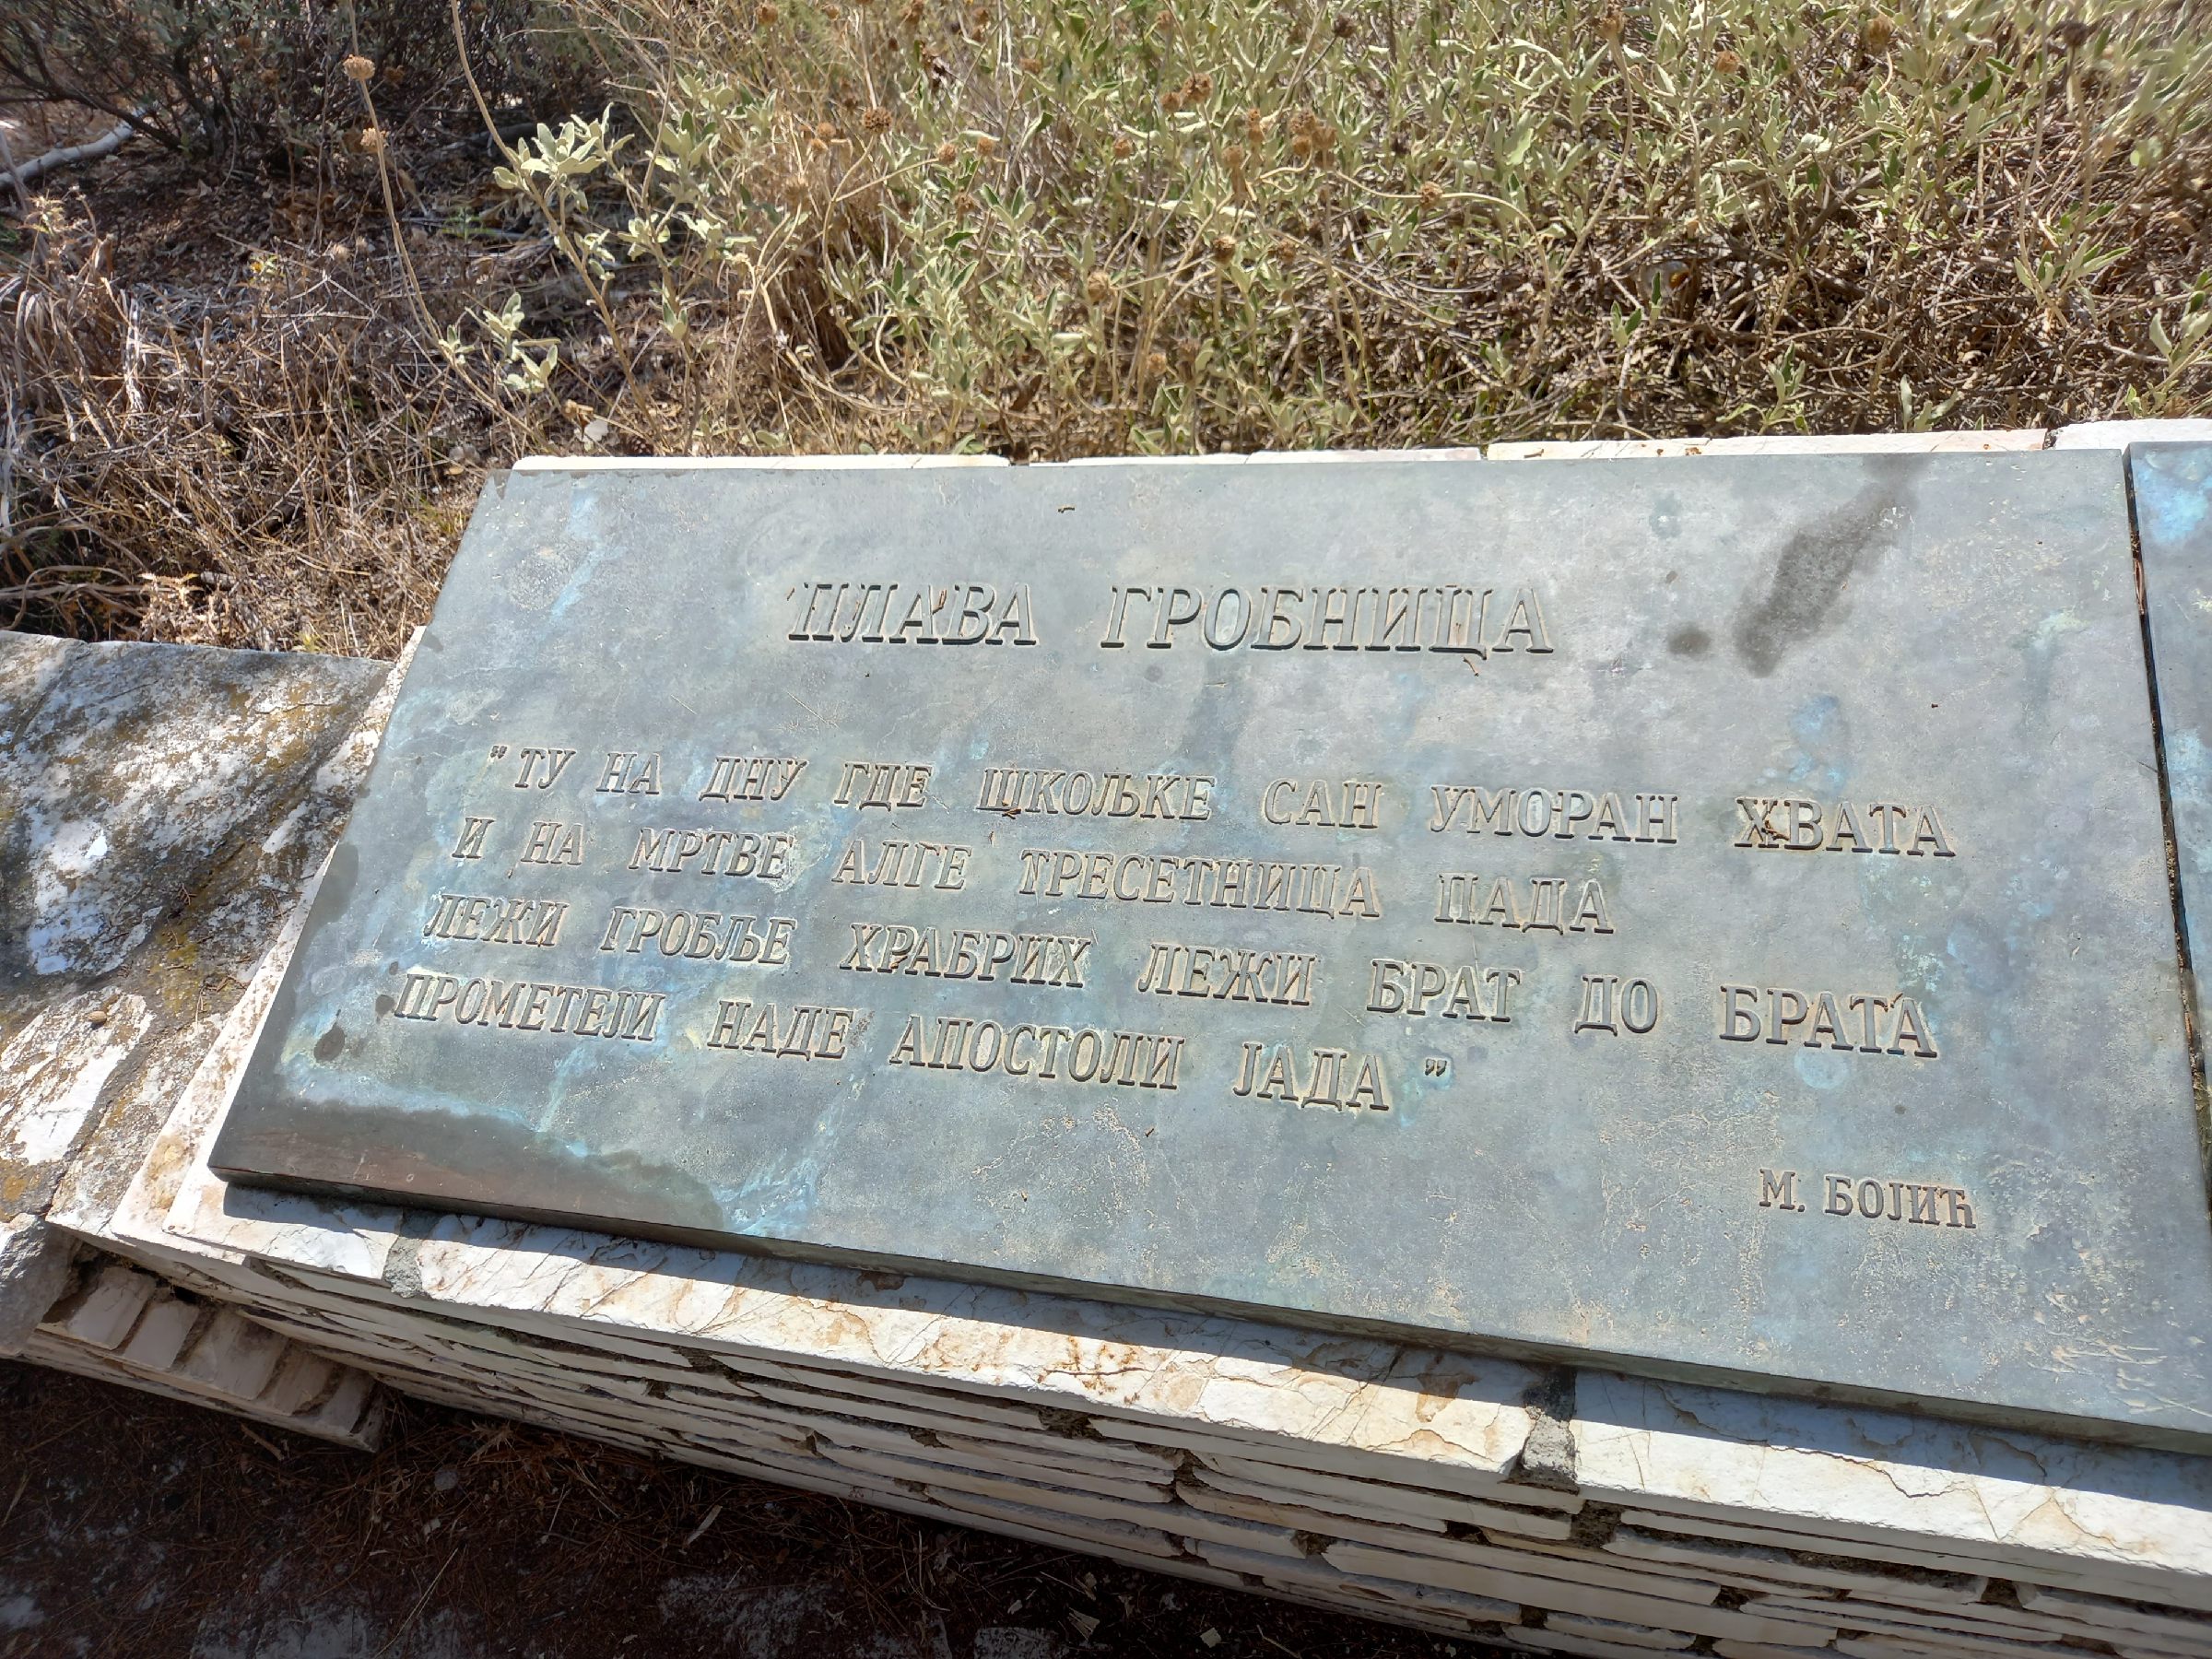 ПЛАВА ГРОБНИЦА
"ТУ НА ДНУ ГДЕ ШКОЉКЕ САН УМОРАН ХВАТА
И НА МРТВЕ АЛГЕ ТРЕСЕТНИЦА ПАДА
ЛЕЖИ ГРОБЉЕ ХРАБРИХ ЛЕЖИ БРАТ ДО БРАТА
ПРОМЕТЕЈИ НАДЕ АПОСТОЛИ ЈАДА"
М. БОЈИЋ